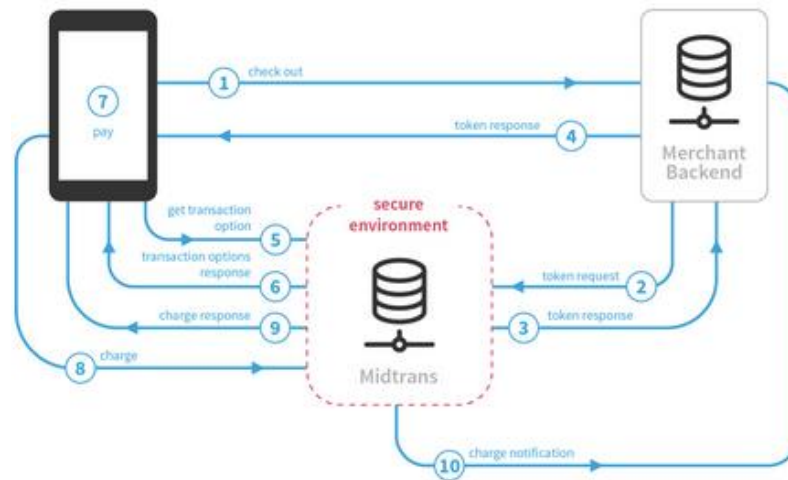 1
check out
7
pay
token response
4
Merchant
Backend
secure
environment
get transaction
option
5
transaction options
response
6
token request
2
charge response
9
3
token response
8
charge
Midtrans
10
charge notification